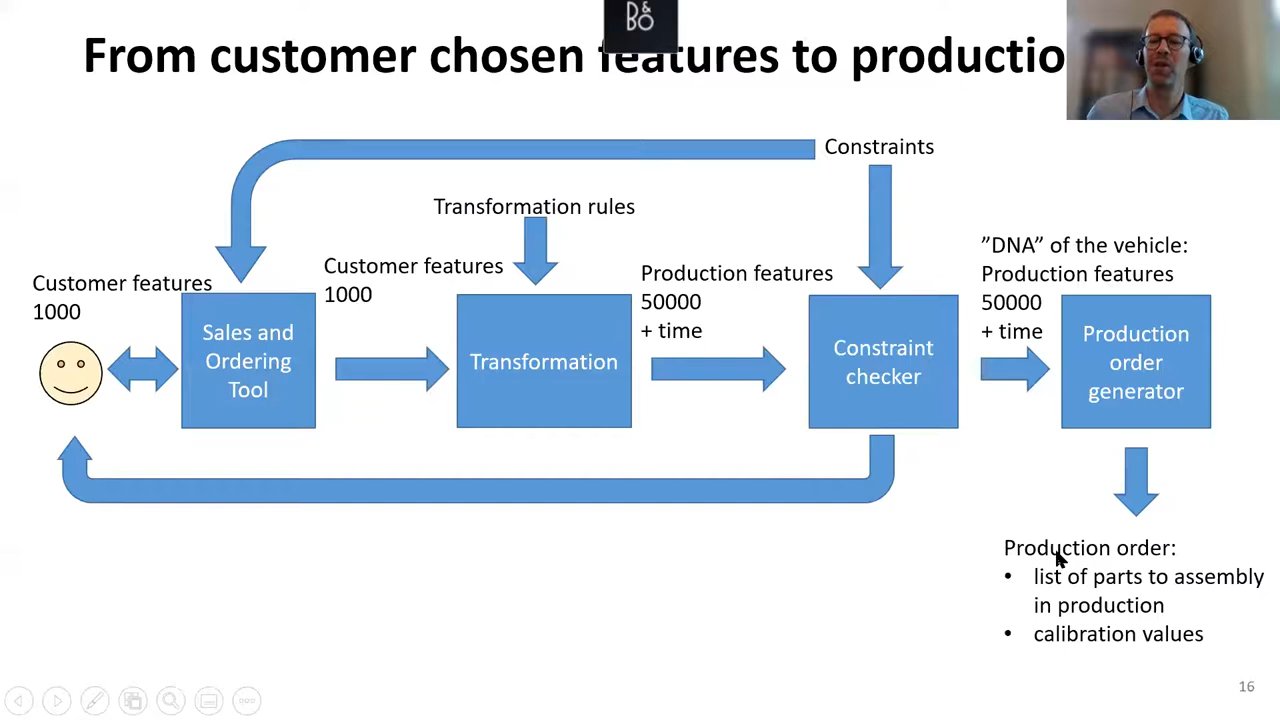 D&
BO
From customer chosen features to productio
Constraints
Transformation rules
"DNA" of the vehicle:
Production features
50000
+ time
Customer features
1000
Customer features
1000
Production features
50000
+ time
Sales and
Ordering
Tool
Transformation
Constraint
checker
Production
order
generator
Production order:
• list of parts to assembly
in production
• calibration values
16